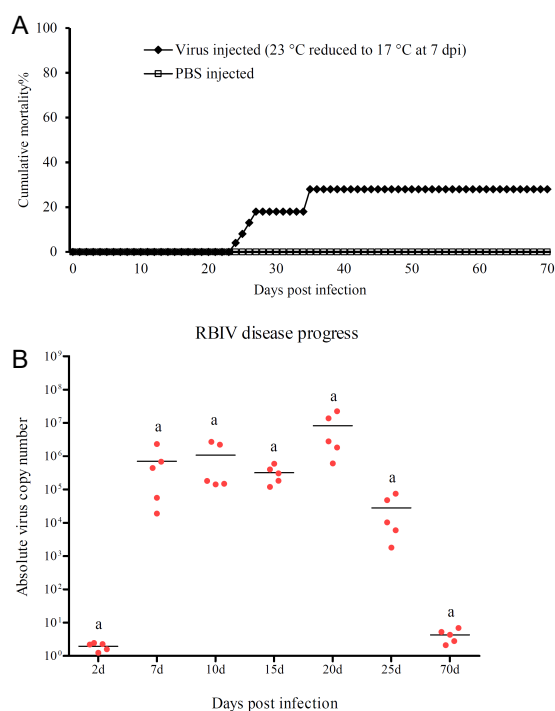 A
Virus injected (23 °C reduced to 17 °C at 7 dpi)
PBS injected
Cumulative mortality%
100
80
60
40
20
0
0 10 20 30 40 50 60 70
Days post infection
RBIV disease progress
B
Absolute virus copy number
10⁹
10⁸
10⁷
10⁶
10⁵
10⁴
10³
10²
10¹
10⁰
a a a a a a a
2d 7d 10d 15d 20d 25d 70d
Days post infection